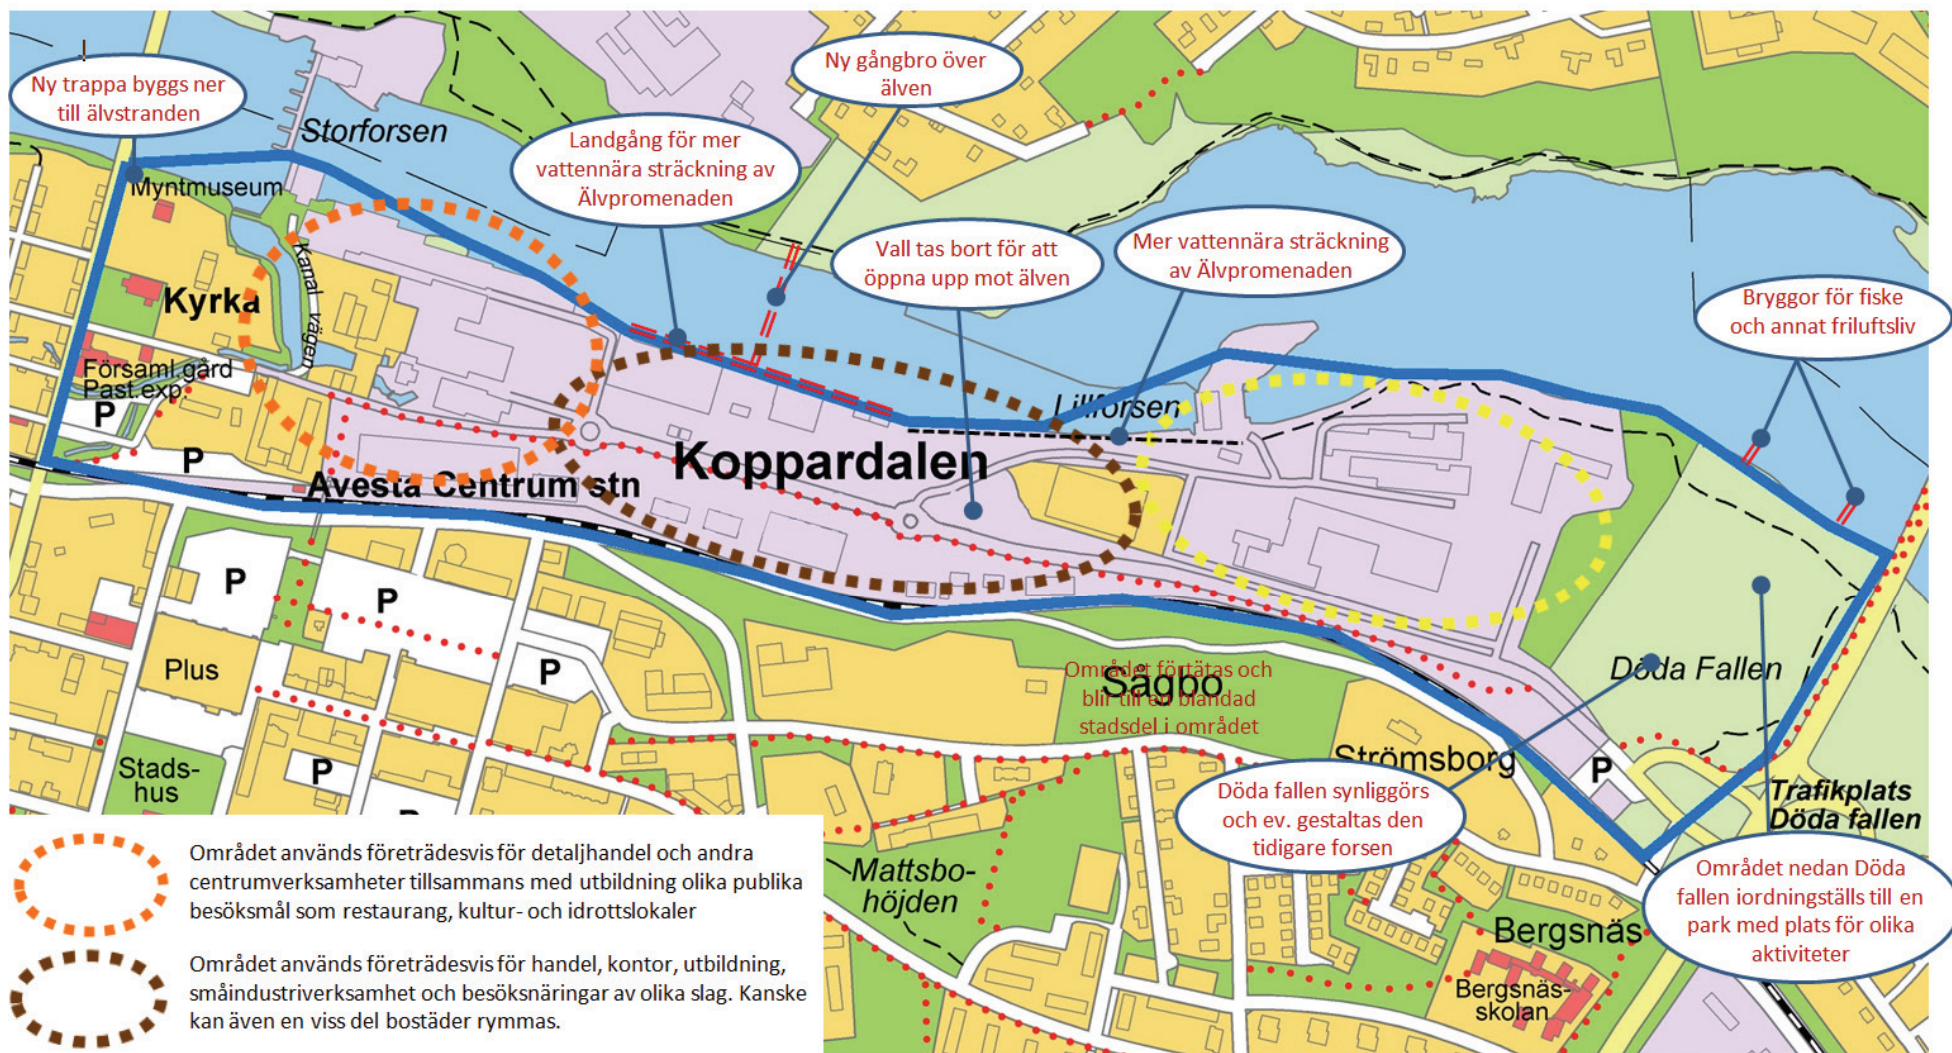 Ny trappa byggs ner
till älvstranden
Ny gångbro över
älven
Landgång för mer
vattennära sträckning av
Älvpromenaden
Vall tas bort för att
öppna upp mot älven
Mer vattennära sträckning
av Älvpromenaden
Bryggor för fiske
och annat friluftsliv
Storforsen
Myntmuseum
Kanal vägen
Kyrka
Församl.gård
Past.exp.
P
P
Avesta Centrum stn
Koppardalen
Lillforsen
P
P
P
P
P
Plus
Stads-
hus
Området förtätas och
blir till en blandad
stadsdel i området
Sågbo
Döda Fallen
Strömsborg
Trafikplats
Döda fallen
Döda fallen synliggörs
och ev. gestaltas den
tidigare forsen
Området nedan Döda
fallen iordningställs till en
park med plats för olika
aktiviteter
Mattsbo-
höjden
Bergsnäs
Bergsnäs-
skolan
Området används företrädesvis för detaljhandel och andra
centrumverksamheter tillsammans med utbildning olika publika
besöksmål som restaurang, kultur- och idrottslokaler
Området används företrädesvis för handel, kontor, utbildning,
småindustriverksamhet och besöksnäringar av olika slag. Kanske
kan även en viss del bostäder rymmas.